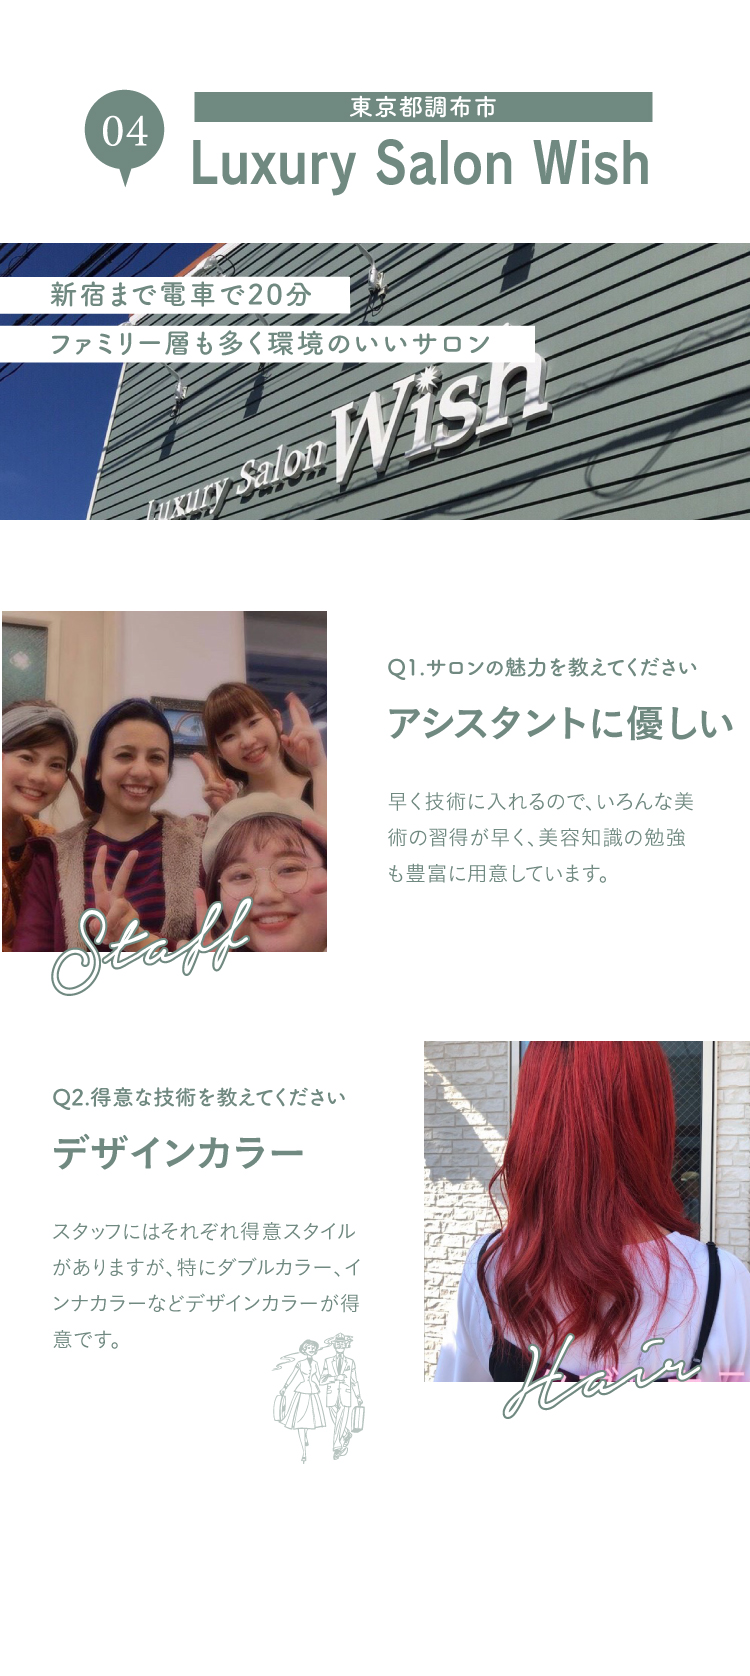 04
東京都調布市
Luxury Salon Wish
新宿まで電車で20分
ファミリー層も多く環境のいいサロン
Luxury Salon Wish
Q1.サロンの魅力を教えてください
アシスタントに優しい
早く技術に入れるので、いろんな美
術の習得が早く、美容知識の勉強
も豊富に用意しています。
Staff
Q2.得意な技術を教えてください
デザインカラー
スタッフにはそれぞれ得意スタイル
がありますが、特にダブルカラー、イ
ンナカラーなどデザインカラーが得
意です。
Hair